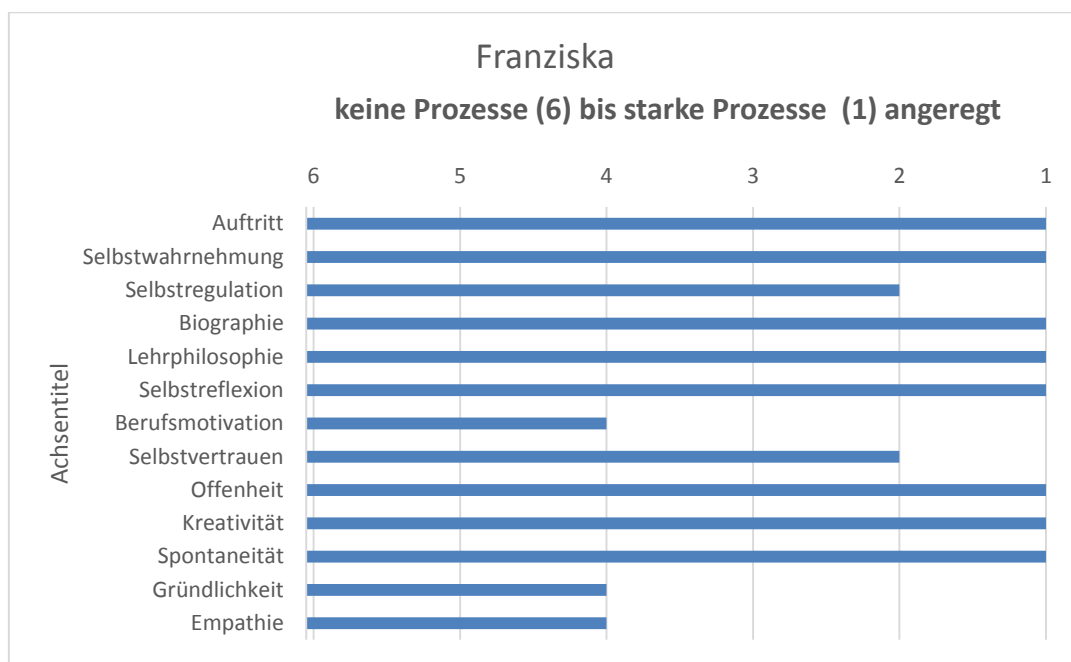 Franziska
keine Prozesse (6) bis starke Prozesse (1) angeregt
6 5 4 3 2 1
Auftritt
Selbstwahrnehmung
Selbstregulation
Biographie
Lehrphilosophie
Selbstreflexion
Berufsmotivation
Selbstvertrauen
Offenheit
Kreativität
Spontaneität
Gründlichkeit
Empathie
Achsentitel